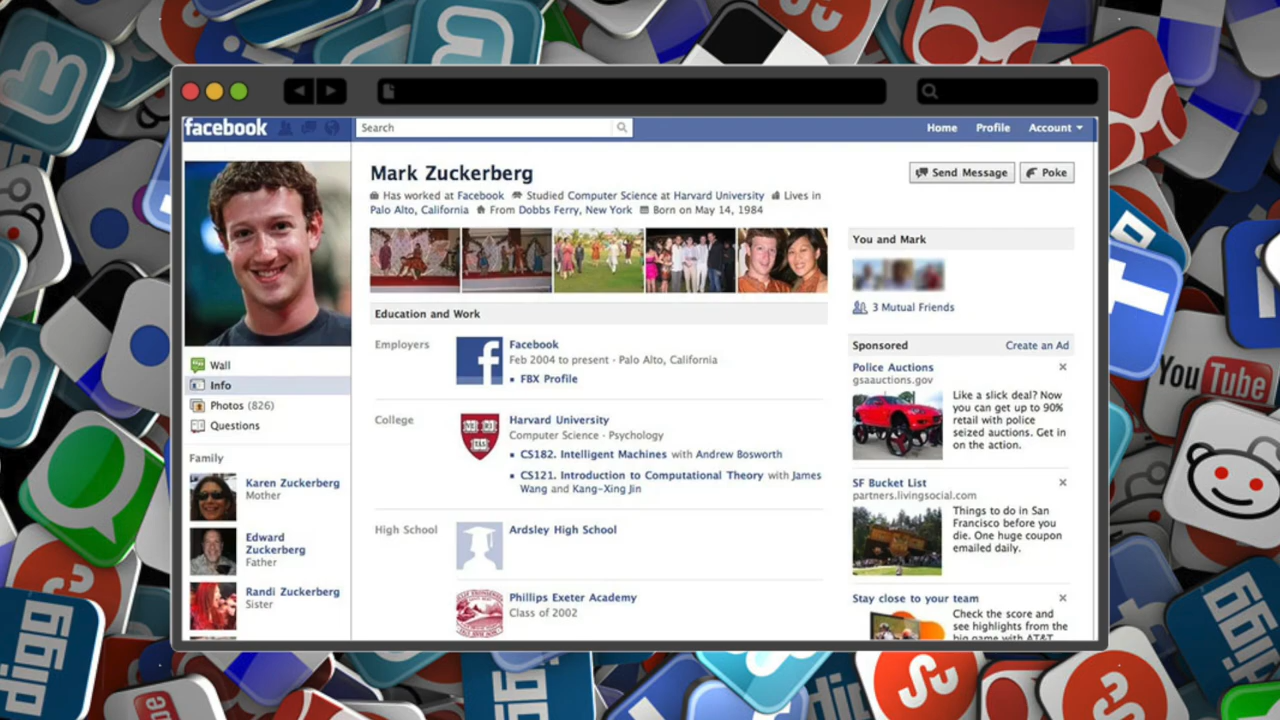 facebook
Search
Home Profile Account
Mark Zuckerberg
Send Message
Poke
Has worked at Facebook Studied Computer Science at Harvard University Lives in
Palo Alto, California From Dobbs Ferry, New York Born on May 14, 1984
Wall
Info
Photos (826)
Questions
Family
Karen Zuckerberg
Mother
Edward
Zuckerberg
Father
Randi Zuckerberg
Sister
Education and Work
Employers
Facebook
Feb 2004 to present · Palo Alto, California
▪ FBX Profile
College
Harvard University
Computer Science · Psychology
▪ CS182. Intelligent Machines with Andrew Bosworth
▪ CS121. Introduction to Computational Theory with James
Wang and Kang-Xing Jin
High School
Ardsley High School
Phillips Exeter Academy
Class of 2002
You and Mark
3 Mutual Friends
Sponsored Create an Ad
Police Auctions
gsaauctions.gov
Like a slick deal? Now
you can get up to 90%
retail with police
seized auctions. Get in
on the action.
SF Bucket List
partners.livingsocial.com
Things to do in San
Francisco before you
die. One huge coupon
emailed daily.
Stay close to your team
Check the score and
see highlights from the
big game with AT&T
YouTube
digg
digg